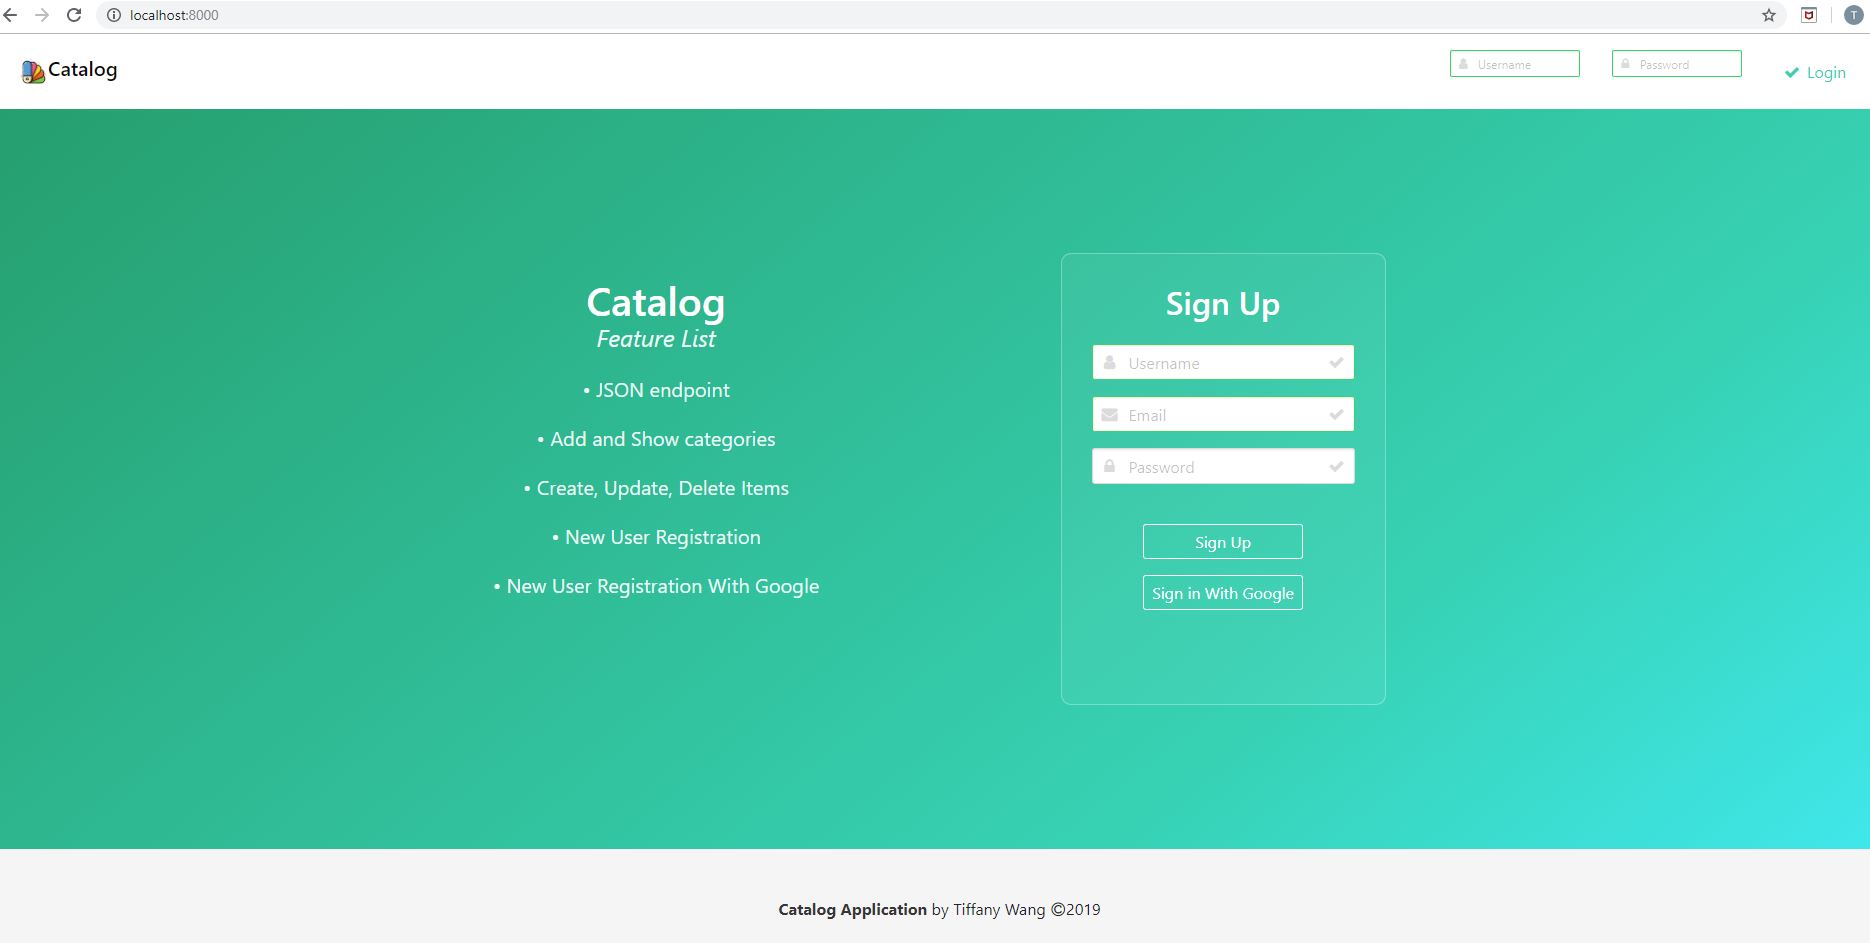 localhost:8000
T
Catalog
Username
Password
Login
Catalog
Feature List
• JSON endpoint
• Add and Show categories
• Create, Update, Delete Items
• New User Registration
• New User Registration With Google
Sign Up
Username
Email
Password
Sign Up
Sign in With Google
Catalog Application by Tiffany Wang ©2019